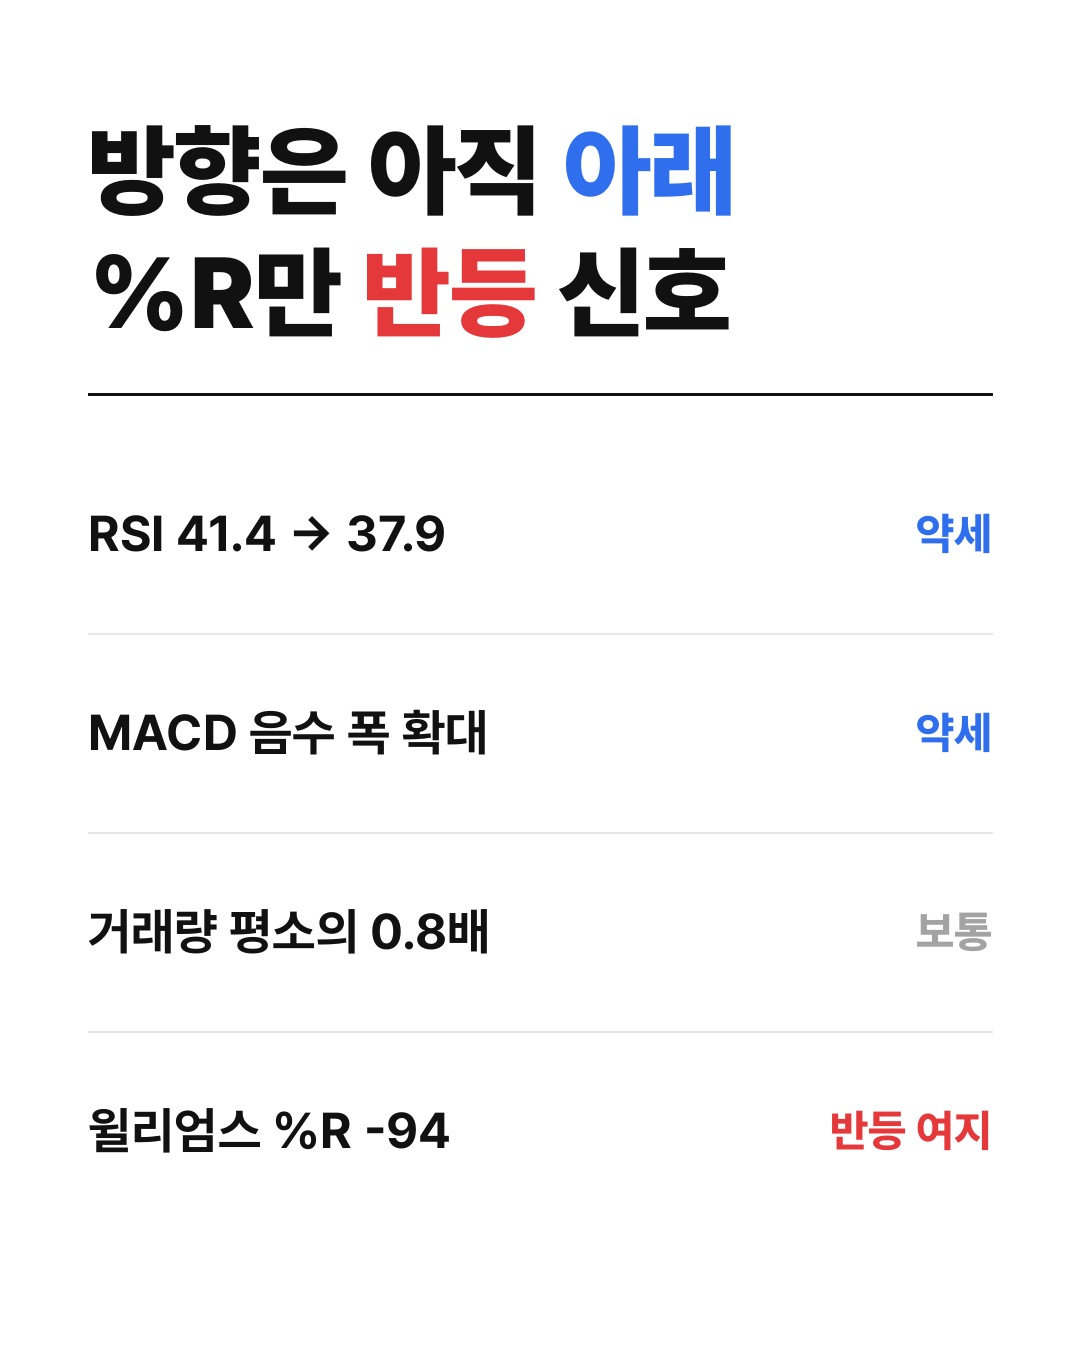 방향은 아직 아래
%R만 반등 신호
RSI 41.4 → 37.9 약세
MACD 음수 폭 확대 약세
거래량 평소의 0.8배 보통
윌리엄스 %R -94 반등 여지